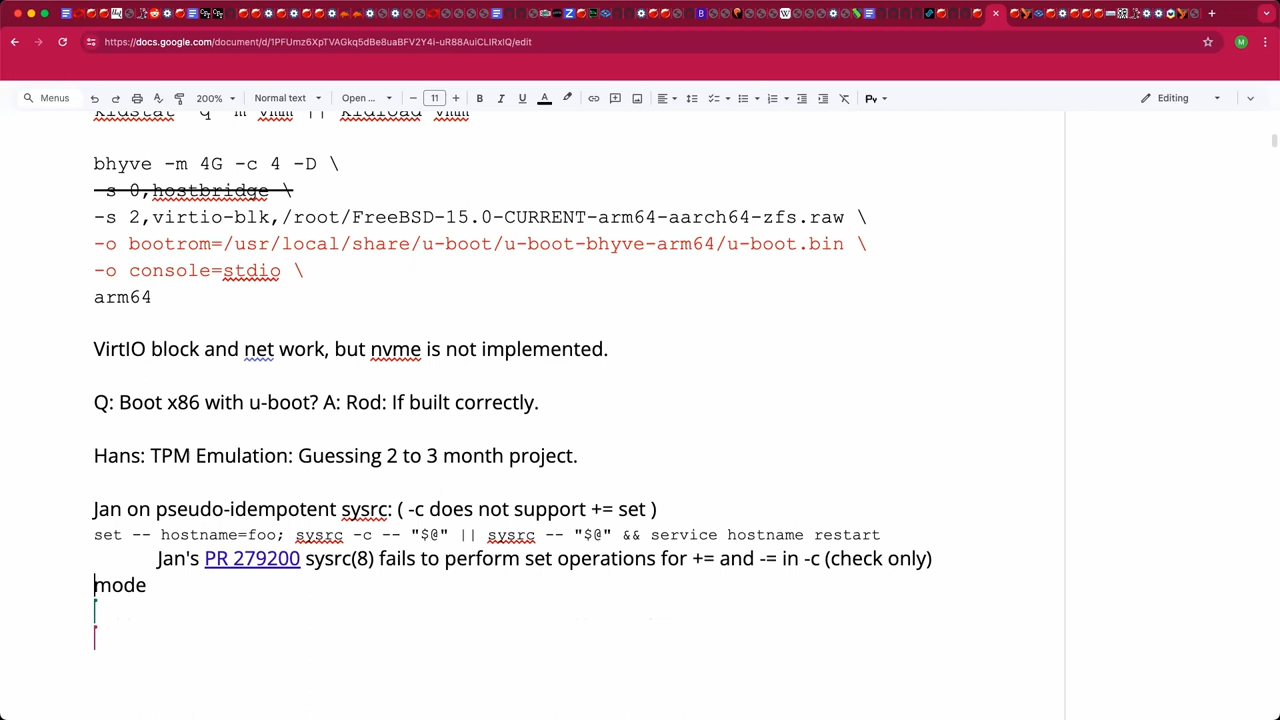 https://docs.google.com/document/d/1PFUmz6XpTVAGkq5dBe8uaBFV2Y4i-uR88AuiCLIRxIQ/edit
M
Menus
200%
Normal text
Open ...
11
Editing
kldstat -q -m vmm || kldload vmm
bhyve -m 4G -c 4 -D \
-s 0,hostbridge \
-s 2,virtio-blk,/root/FreeBSD-15.0-CURRENT-arm64-aarch64-zfs.raw \
-o bootrom=/usr/local/share/u-boot/u-boot-bhyve-arm64/u-boot.bin \
-o console=stdio \
arm64
VirtIO block and net work, but nvme is not implemented.
Q: Boot x86 with u-boot? A: Rod: If built correctly.
Hans: TPM Emulation: Guessing 2 to 3 month project.
Jan on pseudo-idempotent sysrc: ( -c does not support += set )
set -- hostname=foo; sysrc -c -- "$@" || sysrc -- "$@" && service hostname restart
Jan's PR 279200 sysrc(8) fails to perform set operations for += and -= in -c (check only)
mode